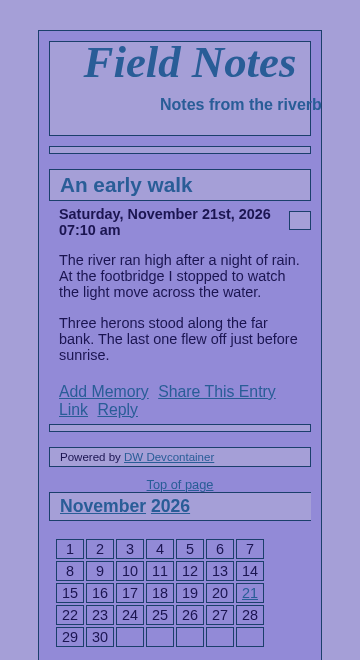 Field Notes
Notes from the riverb
An early walk
Saturday, November 21st, 2026
07:10 am
The river ran high after a night of rain.
At the footbridge I stopped to watch
the light move across the water.
Three herons stood along the far
bank. The last one flew off just before
sunrise.
Add Memory Share This Entry
Link Reply
Powered by DW Devcontainer
Top of page
November 2026
1 2 3 4 5 6 7
8 9 10 11 12 13 14
15 16 17 18 19 20 21
22 23 24 25 26 27 28
29 30